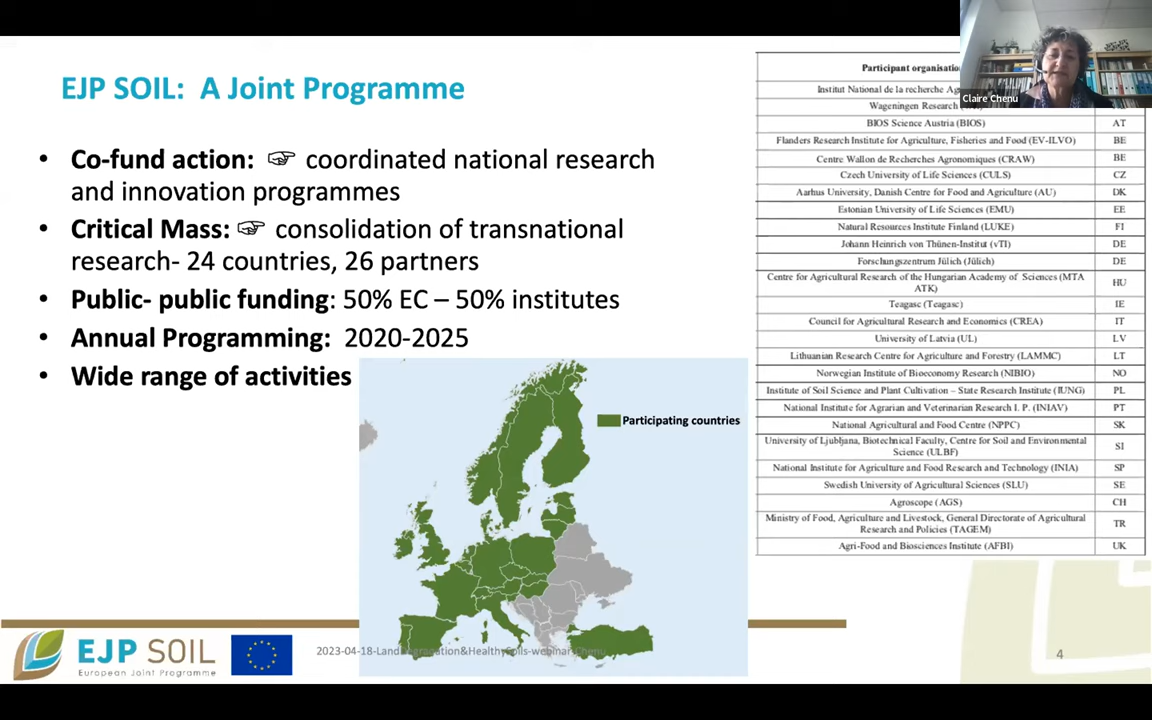 EJP SOIL: A Joint Programme
• Co-fund action: ☞ coordinated national research
and innovation programmes
• Critical Mass: ☞ consolidation of transnational
research- 24 countries, 26 partners
• Public- public funding: 50% EC – 50% institutes
• Annual Programming: 2020-2025
• Wide range of activities
Participating countries
Participant organisatio
Institut National de la recherche
Wageningen Research
BIOS Science Austria (BIOS) AT
Flanders Research Institute for Agriculture, Fisheries and Food (EV-ILVO) BE
Centre Wallon de Recherches Agronomiques (CRAW) BE
Czech University of Life Sciences (CULS) CZ
Aarhus University, Danish Centre for Food and Agriculture (AU) DK
Estonian University of Life Sciences (EMU) EE
Natural Resources Institute Finland (LUKE) FI
Johann Heinrich von Thünen-Institut (vTI) DE
Forschungszentrum Jülich (Jülich) DE
Centre for Agricultural Research of the Hungarian Academy of Sciences (MTA
ATK) HU
Teagasc (Teagasc) IE
Council for Agricultural Research and Economics (CREA) IT
University of Latvia (UL) LV
Lithuanian Research Centre for Agriculture and Forestry (LAMMC) LT
Norwegian Institute of Bioeconomy Research (NIBIO) NO
Institute of Soil Science and Plant Cultivation – State Research Institute (IUNG) PL
National Institute for Agrarian and Veterinarian Research I. P. (INIAV) PT
National Agricultural and Food Centre (NPPC) SK
University of Ljubljana, Biotechnical Faculty, Centre for Soil and Environmental
Science (ULBF) SI
National Institute for Agriculture and Food Research and Technology (INIA) SP
Swedish University of Agricultural Sciences (SLU) SE
Agroscope (AGS) CH
Ministry of Food, Agriculture and Livestock, General Directorate of Agricultural
Research and Policies (TAGEM) TR
Agri-Food and Biosciences Institute (AFBI) UK
Claire Chenu
EJP SOIL
European Joint Programme
2023-04-18-LandDegradation&HealthySoils-webinar-Chenu
4